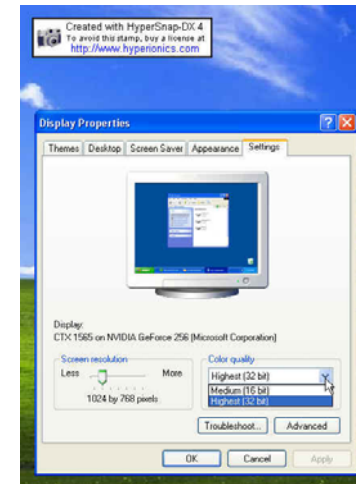 Created with HyperSnap-DX 4
To avoid this stamp, buy a license at
http://www.hyperionics.com
Display Properties
Themes Desktop Screen Saver Appearance Settings
Display:
CTX 1565 on NVIDIA GeForce 256 (Microsoft Corporation)
Screen resolution
Less More
1024 by 768 pixels
Color quality
Highest (32 bit)
Medium (16 bit)
Highest (32 bit)
Troubleshoot... Advanced
OK Cancel Apply